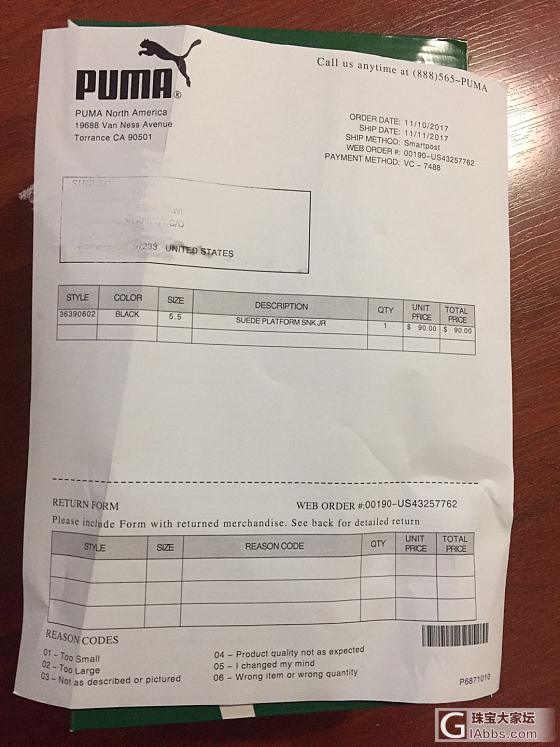 PUMA®
Call us anytime at (888)565-PUMA
PUMA North America
19688 Van Ness Avenue
Torrance CA 90501
ORDER DATE: 11/10/2017
SHIP DATE: 11/11/2017
SHIP METHOD: Smartpost
WEB ORDER #: 00190-US43257762
PAYMENT METHOD: VC - 7488
SHIP TO
C/O
UNITED STATES
STYLE COLOR SIZE DESCRIPTION QTY UNIT PRICE TOTAL PRICE
36390602 BLACK 5.5 SUEDE PLATFORM SNK JR 1 $ 90.00 $ 90.00
RETURN FORM WEB ORDER #:00190-US43257762
Please include Form with returned merchandise. See back for detailed return
STYLE SIZE REASON CODE QTY UNIT PRICE TOTAL PRICE
REASON CODES
01 - Too Small
02 - Too Large
03 - Not as described or pictured
04 - Product quality not as expected
05 - I changed my mind
06 - Wrong item or wrong quantity
P6871010
珠宝大家坛
GIAbbs.com